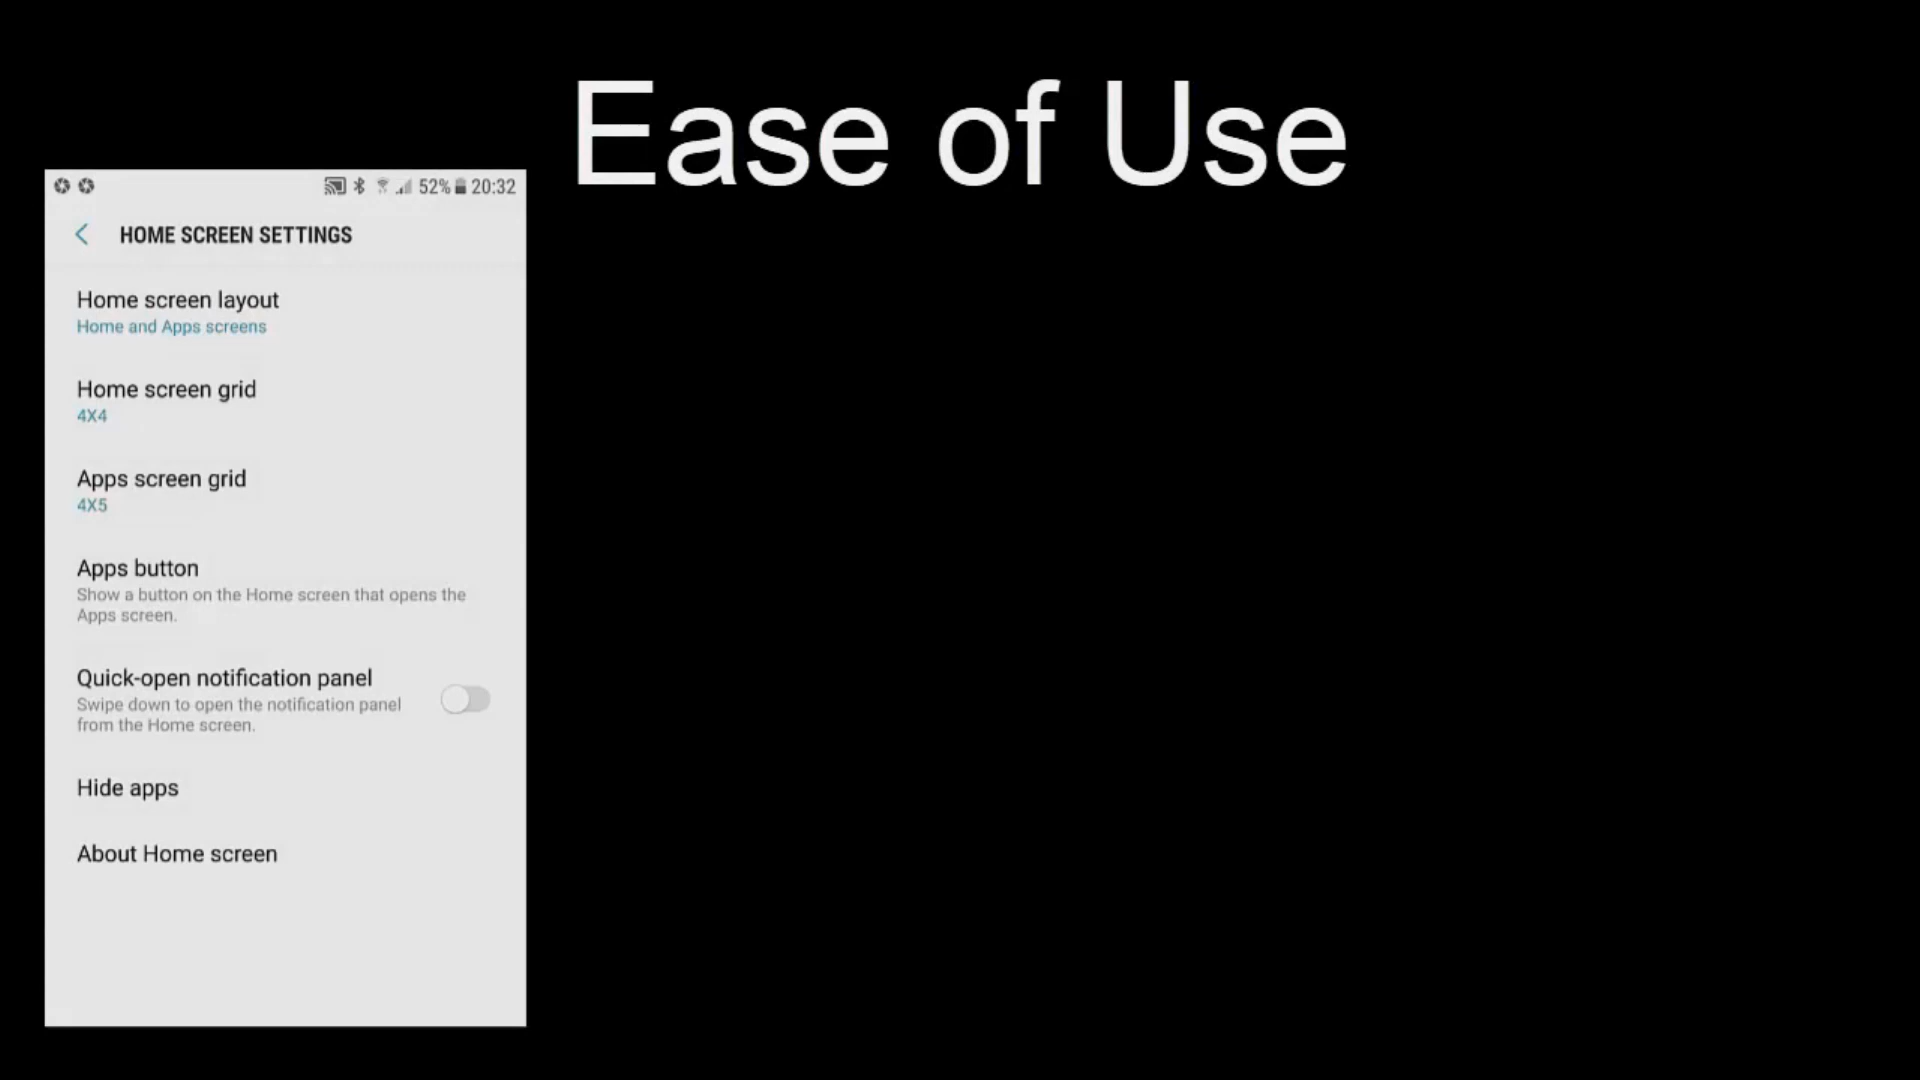 Ease of Use
52% 20:32
HOME SCREEN SETTINGS
Home screen layout
Home and Apps screens
Home screen grid
4X4
Apps screen grid
4X5
Apps button
Show a button on the Home screen that opens the
Apps screen.
Quick-open notification panel
Swipe down to open the notification panel
from the Home screen.
Hide apps
About Home screen